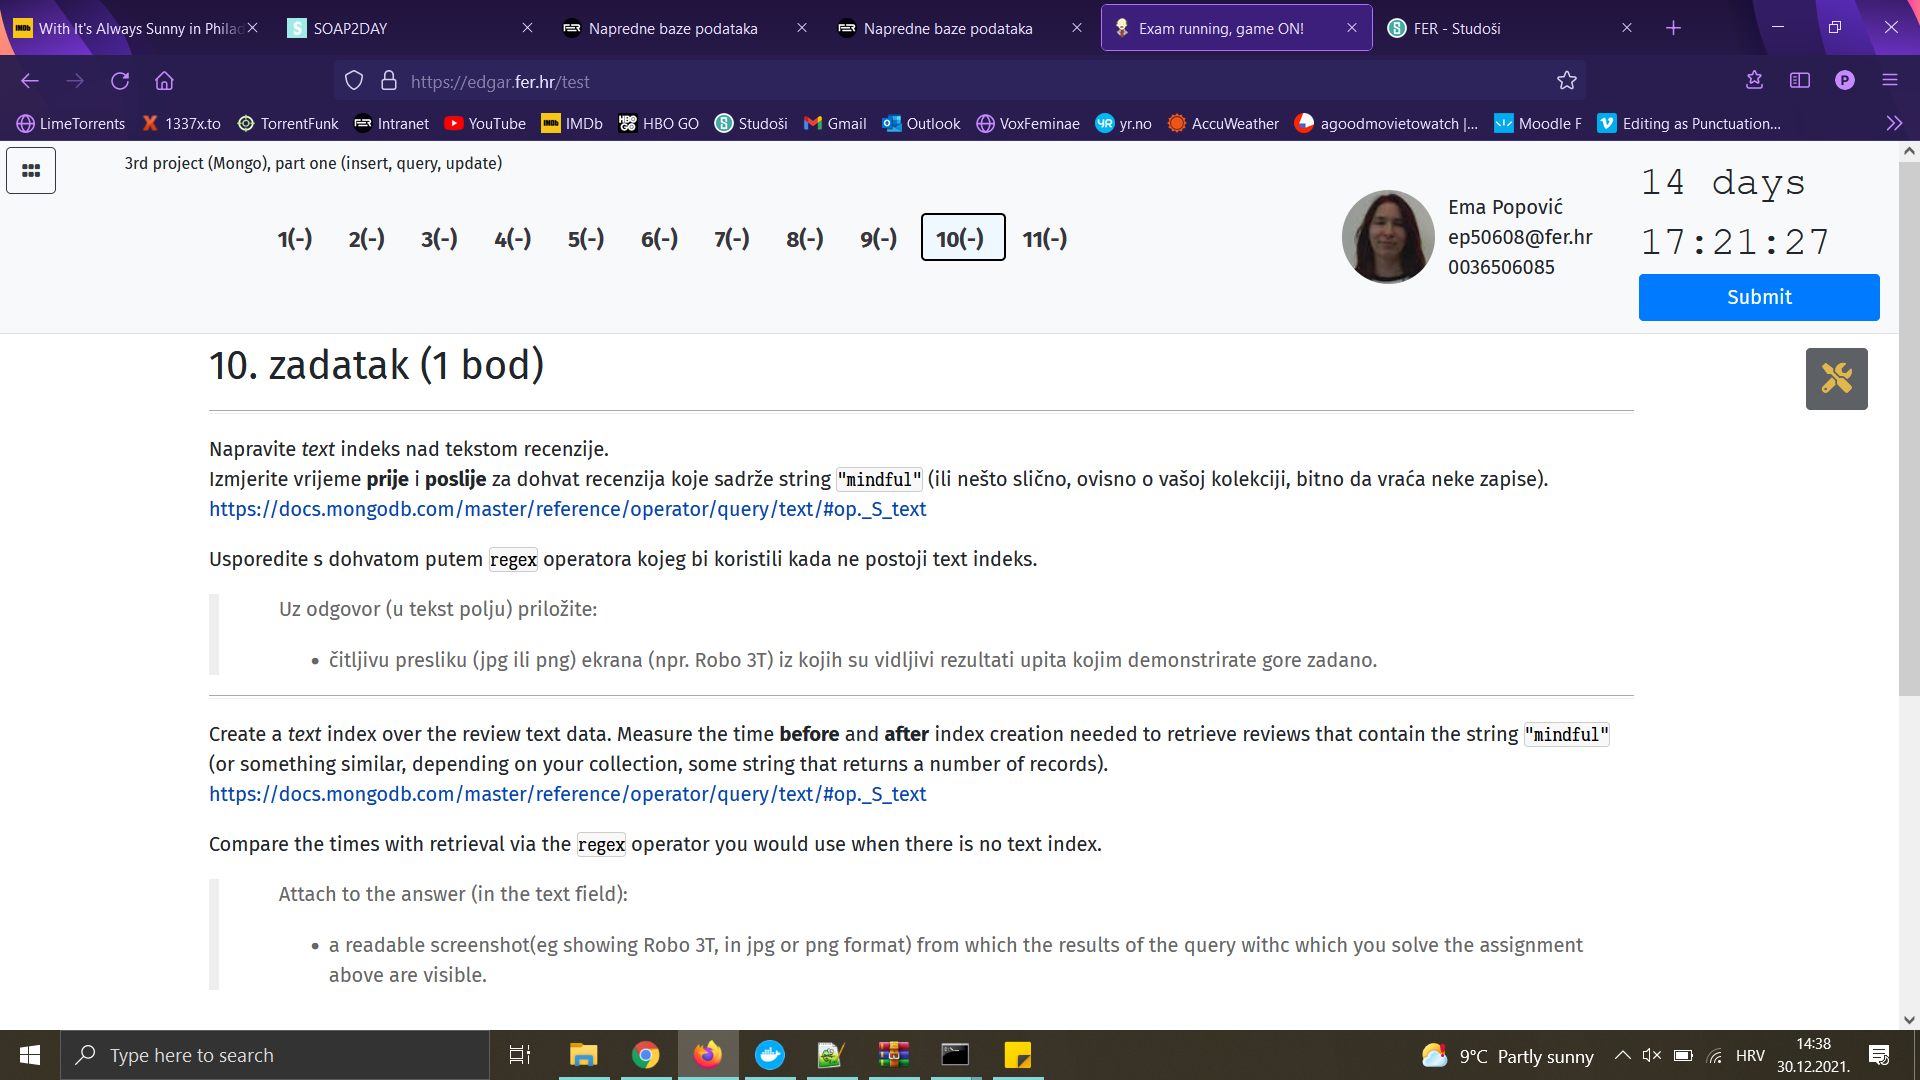 With It's Always Sunny in Philad
SOAP2DAY
Napredne baze podataka
Napredne baze podataka
Exam running, game ON!
FER - Studoši
https://edgar.fer.hr/test
LimeTorrents
1337x.to
TorrentFunk
Intranet
YouTube
IMDb
HBO GO
Studoši
Gmail
Outlook
VoxFeminae
yr.no
AccuWeather
agoodmovietowatch |...
Moodle F
Editing as Punctuation...
3rd project (Mongo), part one (insert, query, update)
1(-) 2(-) 3(-) 4(-) 5(-) 6(-) 7(-) 8(-) 9(-) 10(-) 11(-)
Ema Popović
ep50608@fer.hr
0036506085
14 days
17:21:27
Submit
10. zadatak (1 bod)
Napravite text indeks nad tekstom recenzije.
Izmjerite vrijeme prije i poslije za dohvat recenzija koje sadrže string "mindful" (ili nešto slično, ovisno o vašoj kolekciji, bitno da vraća neke zapise).
https://docs.mongodb.com/master/reference/operator/query/text/#op._S_text
Usporedite s dohvatom putem regex operatora kojeg bi koristili kada ne postoji text indeks.
Uz odgovor (u tekst polju) priložite:
• čitljivu presliku (jpg ili png) ekrana (npr. Robo 3T) iz kojih su vidljivi rezultati upita kojim demonstrirate gore zadano.
Create a text index over the review text data. Measure the time before and after index creation needed to retrieve reviews that contain the string "mindful"
(or something similar, depending on your collection, some string that returns a number of records).
https://docs.mongodb.com/master/reference/operator/query/text/#op._S_text
Compare the times with retrieval via the regex operator you would use when there is no text index.
Attach to the answer (in the text field):
• a readable screenshot(eg showing Robo 3T, in jpg or png format) from which the results of the query withc which you solve the assignment
above are visible.
Type here to search
9°C Partly sunny
HRV
14:38
30.12.2021.